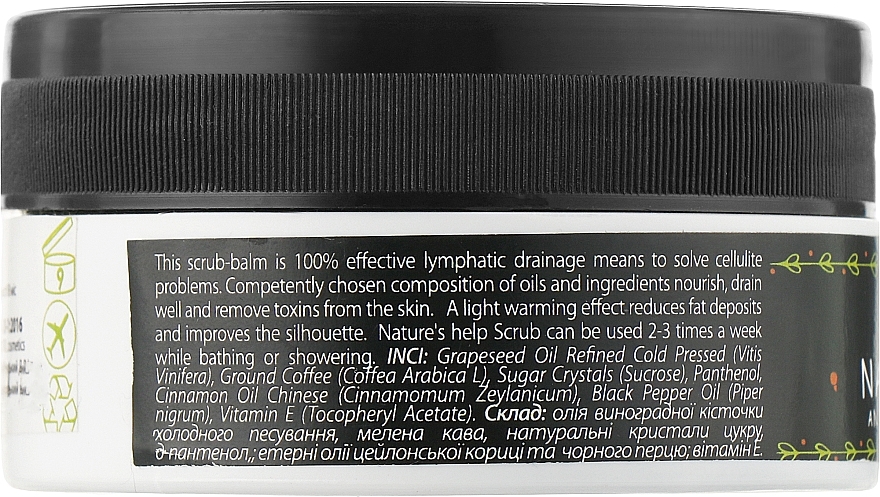 This scrub-balm is 100% effective lymphatic drainage means to solve cellulite
problems. Competently chosen composition of oils and ingredients nourish, drain
well and remove toxins from the skin. A light warming effect reduces fat deposits
and improves the silhouette. Nature's help Scrub can be used 2-3 times a week
while bathing or showering. INCI: Grapeseed Oil Refined Cold Pressed (Vitis
Vinifera), Ground Coffee (Coffea Arabica L), Sugar Crystals (Sucrose), Panthenol,
Cinnamon Oil Chinese (Cinnamomum Zeylanicum), Black Pepper Oil (Piper
nigrum), Vitamin E (Tocopheryl Acetate). Склад: олія виноградної кісточки
холодного песування, мелена кава, натуральні кристали цукру,
д-пантенол,, етерні олії цейлонської кориці та чорного перцю; вітамін Е.
2016